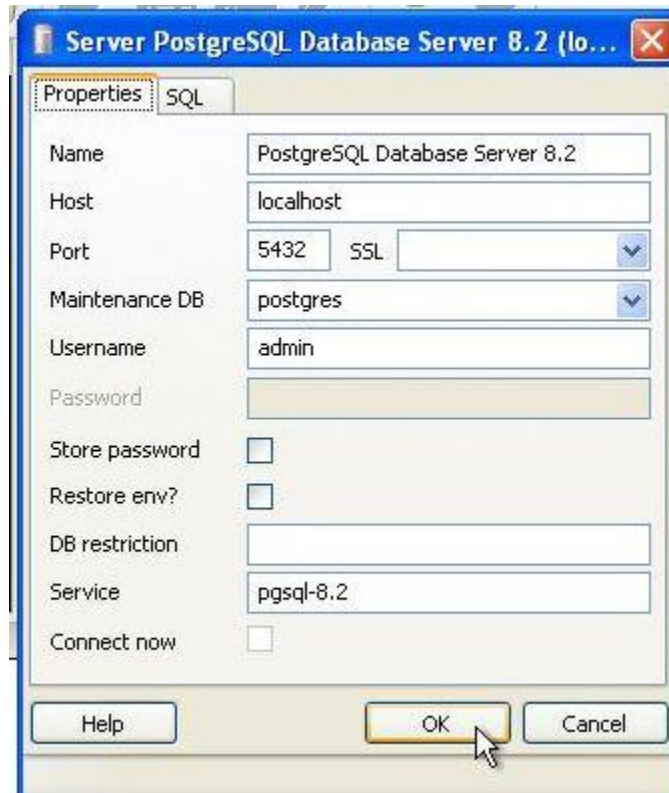 Server PostgreSQL Database Server 8.2 (lo...
Properties SQL
Name PostgreSQL Database Server 8.2
Host localhost
Port 5432 SSL
Maintenance DB postgres
Username admin
Password
Store password
Restore env?
DB restriction
Service pgsql-8.2
Connect now
Help OK Cancel